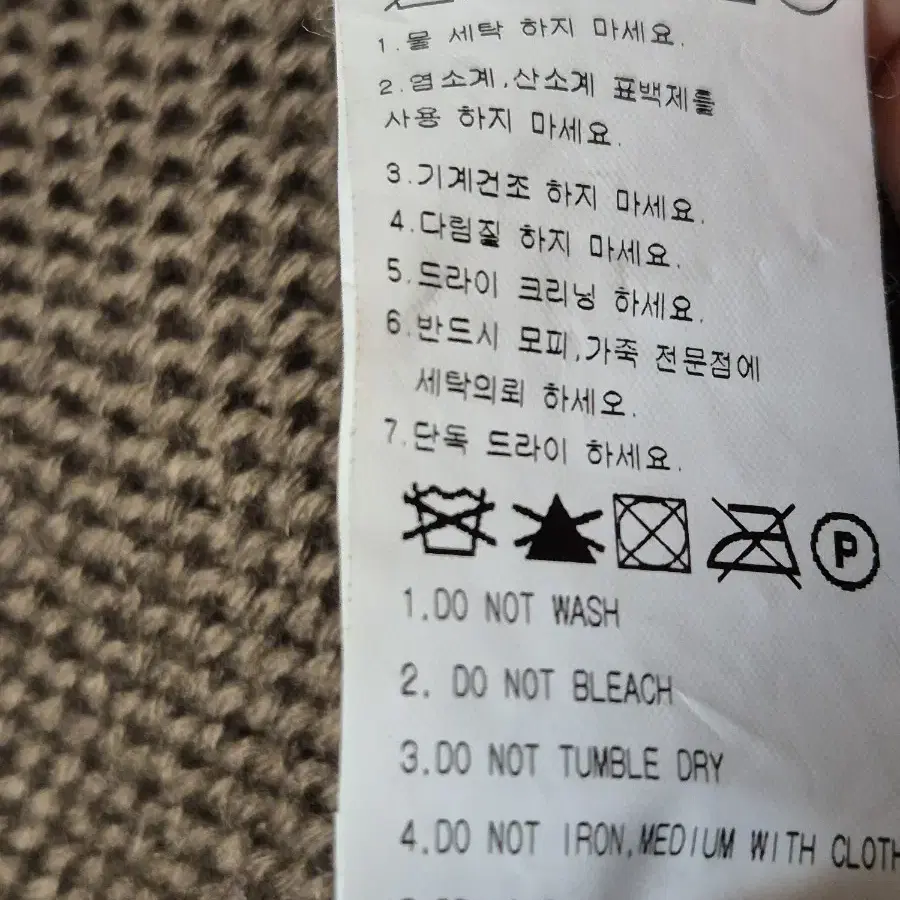 1.물 세탁 하지 마세요.
2.염소계,산소계 표백제를
사용 하지 마세요.
3.기계건조 하지 마세요.
4.다림질 하지 마세요.
5.드라이 크리닝 하세요.
6.반드시 모피,가죽 전문점에
세탁의뢰 하세오.
7.단독 드라이 하세요.
P
1.DO NOT WASH
2. DO NOT BLEACH
3.DO NOT TUMBLE DRY
4.DO NOT IRON,MEDIUM WITH CLOTH